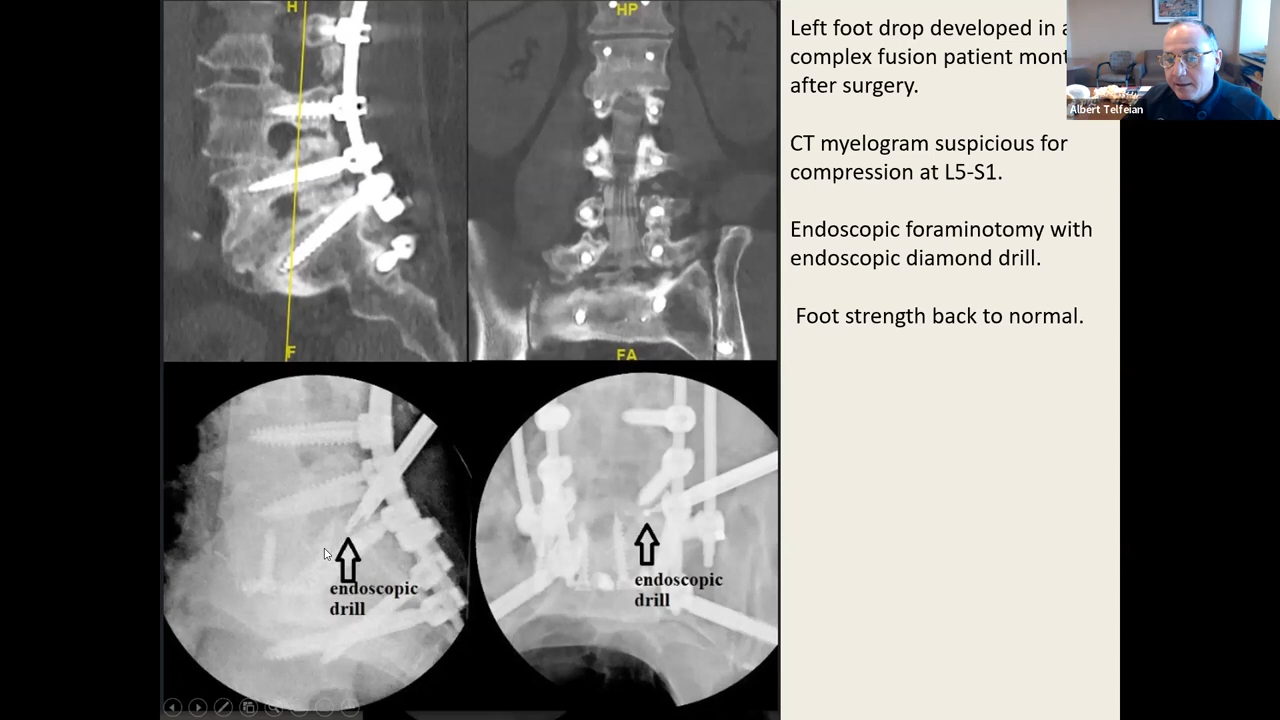 H
HP
F
FA
Left foot drop developed in a
complex fusion patient mont
after surgery.
CT myelogram suspicious for
compression at L5-S1.
Endoscopic foraminotomy with
endoscopic diamond drill.
Foot strength back to normal.
endoscopic
drill
endoscopic
drill
Albert Telfeian